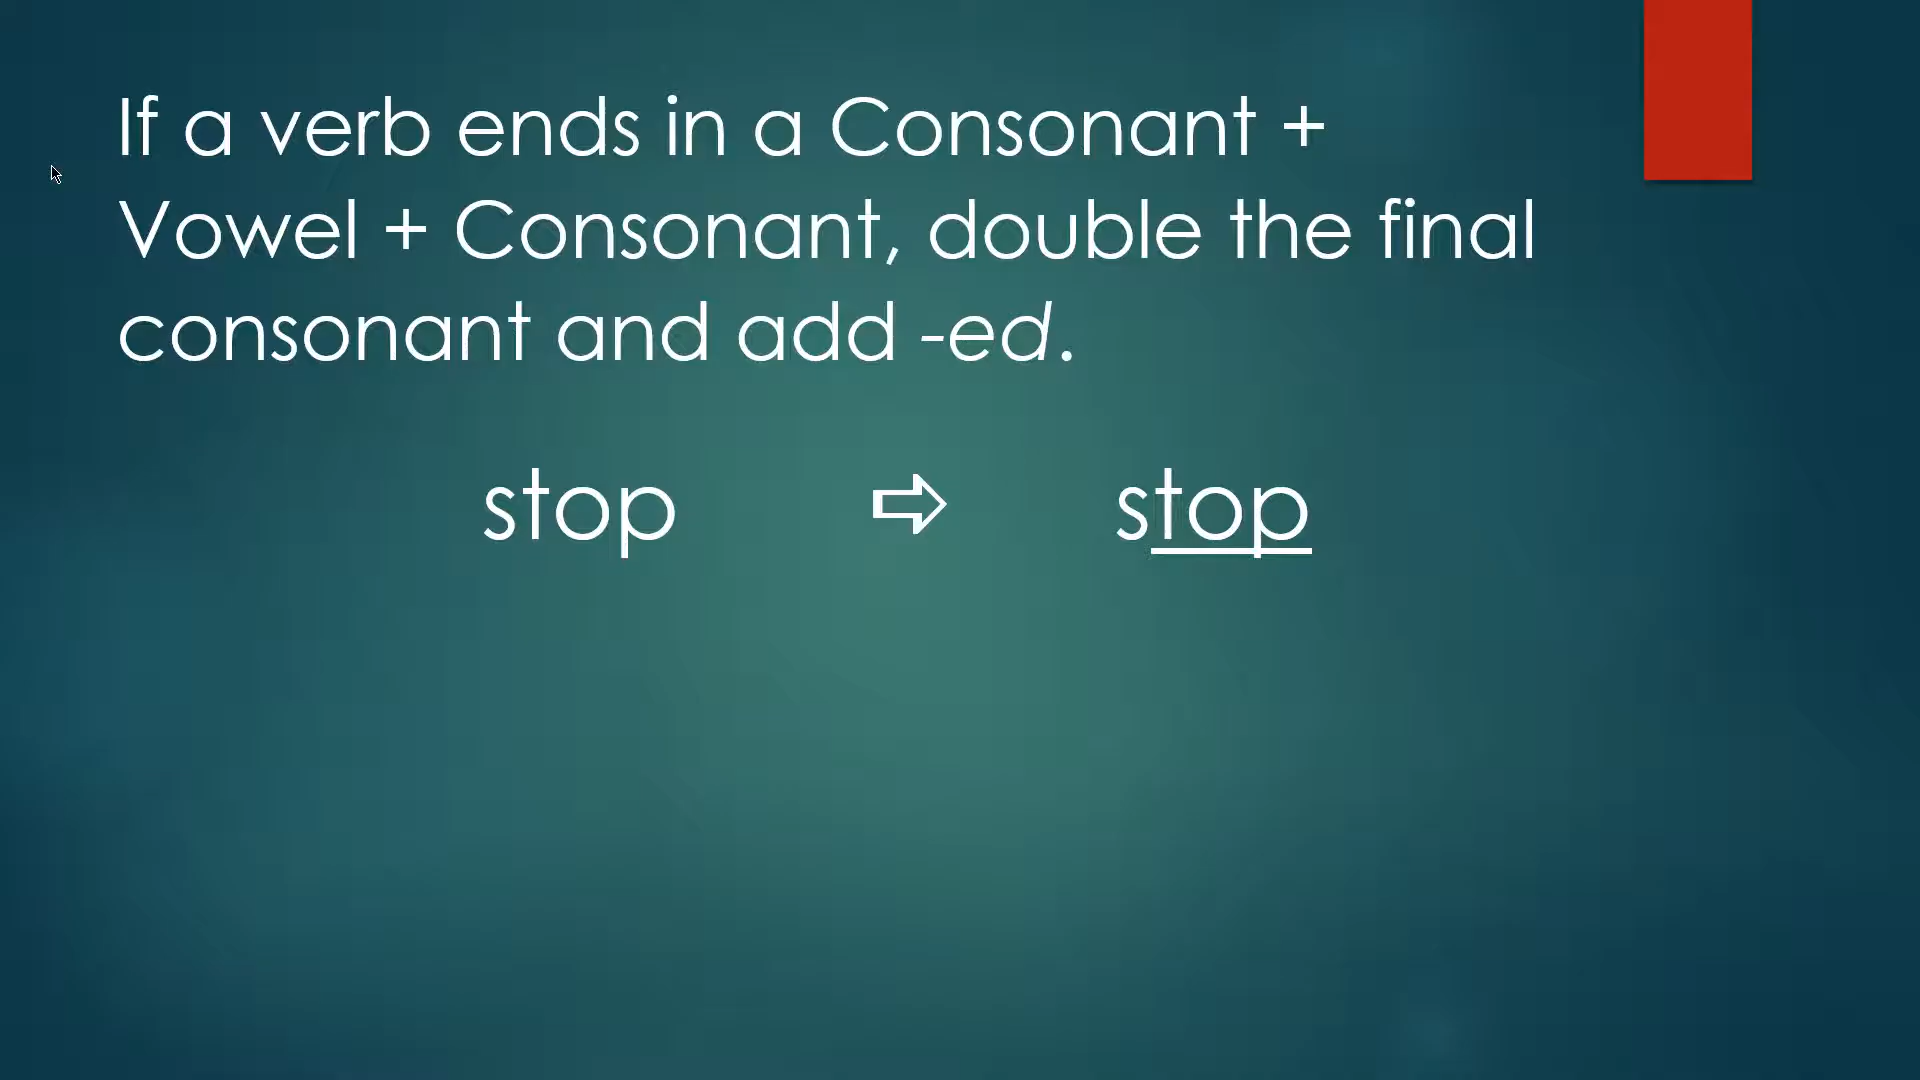 If a verb ends in a Consonant +
Vowel + Consonant, double the final
consonant and add -ed.
stop ⇨ stop